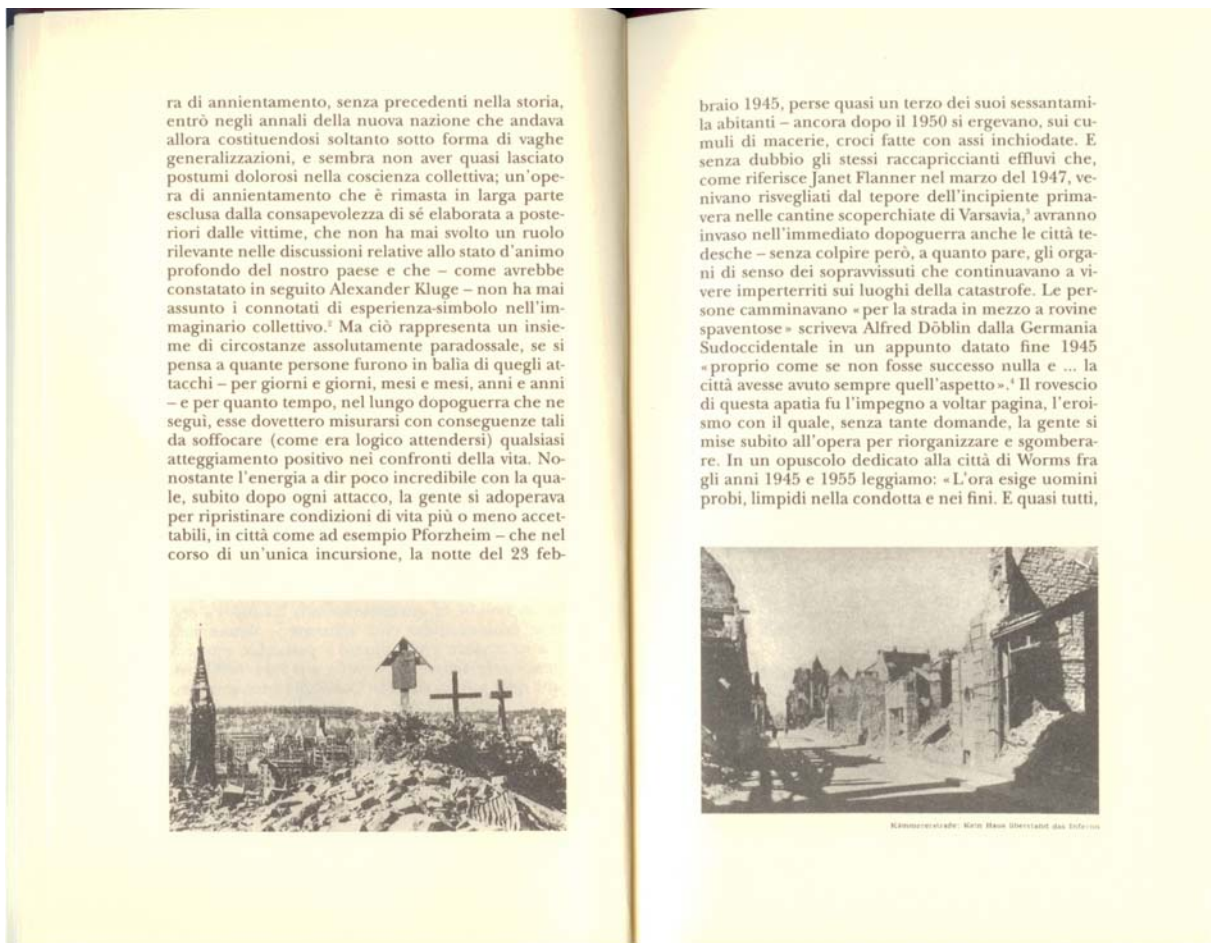 ra di annientamento, senza precedenti nella storia,
entrò negli annali della nuova nazione che andava
allora costituendosi soltanto sotto forma di vaghe
generalizzazioni, e sembra non aver quasi lasciato
postumi dolorosi nella coscienza collettiva; un'ope-
ra di annientamento che è rimasta in larga parte
esclusa dalla consapevolezza di sé elaborata a poste-
riori dalle vittime, che non ha mai svolto un ruolo
rilevante nelle discussioni relative allo stato d'animo
profondo del nostro paese e che – come avrebbe
constatato in seguito Alexander Kluge – non ha mai
assunto i connotati di esperienza-simbolo nell'im-
maginario collettivo.² Ma ciò rappresenta un insie-
me di circostanze assolutamente paradossale, se si
pensa a quante persone furono in balìa di quegli at-
tacchi – per giorni e giorni, mesi e mesi, anni e anni
– e per quanto tempo, nel lungo dopoguerra che ne
seguì, esse dovettero misurarsi con conseguenze tali
da soffocare (come era logico attendersi) qualsiasi
atteggiamento positivo nei confronti della vita. No-
nostante l'energia a dir poco incredibile con la qua-
le, subito dopo ogni attacco, la gente si adoperava
per ripristinare condizioni di vita più o meno accet-
tabili, in città come ad esempio Pforzheim – che nel
corso di un'unica incursione, la notte del 23 feb-
braio 1945, perse quasi un terzo dei suoi sessantami-
la abitanti – ancora dopo il 1950 si ergevano, sui cu-
muli di macerie, croci fatte con assi inchiodate. E
senza dubbio gli stessi raccapriccianti effluvi che,
come riferisce Janet Flanner nel marzo del 1947, ve-
nivano risvegliati dal tepore dell'incipiente prima-
vera nelle cantine scoperchiate di Varsavia,³ avranno
invaso nell'immediato dopoguerra anche le città te-
desche – senza colpire però, a quanto pare, gli orga-
ni di senso dei sopravvissuti che continuavano a vi-
vere imperterriti sui luoghi della catastrofe. Le per-
sone camminavano «per la strada in mezzo a rovine
spaventose» scriveva Alfred Döblin dalla Germania
Sudoccidentale in un appunto datato fine 1945
«proprio come se non fosse successo nulla e ... la
città avesse avuto sempre quell'aspetto».⁴ Il rovescio
di questa apatia fu l'impegno a voltar pagina, l'eroi-
smo con il quale, senza tante domande, la gente si
mise subito all'opera per riorganizzare e sgombera-
re. In un opuscolo dedicato alla città di Worms fra
gli anni 1945 e 1955 leggiamo: «L'ora esige uomini
probi, limpidi nella condotta e nei fini. E quasi tutti,
Kämmererstraße: Kein Haus überstand das Inferno